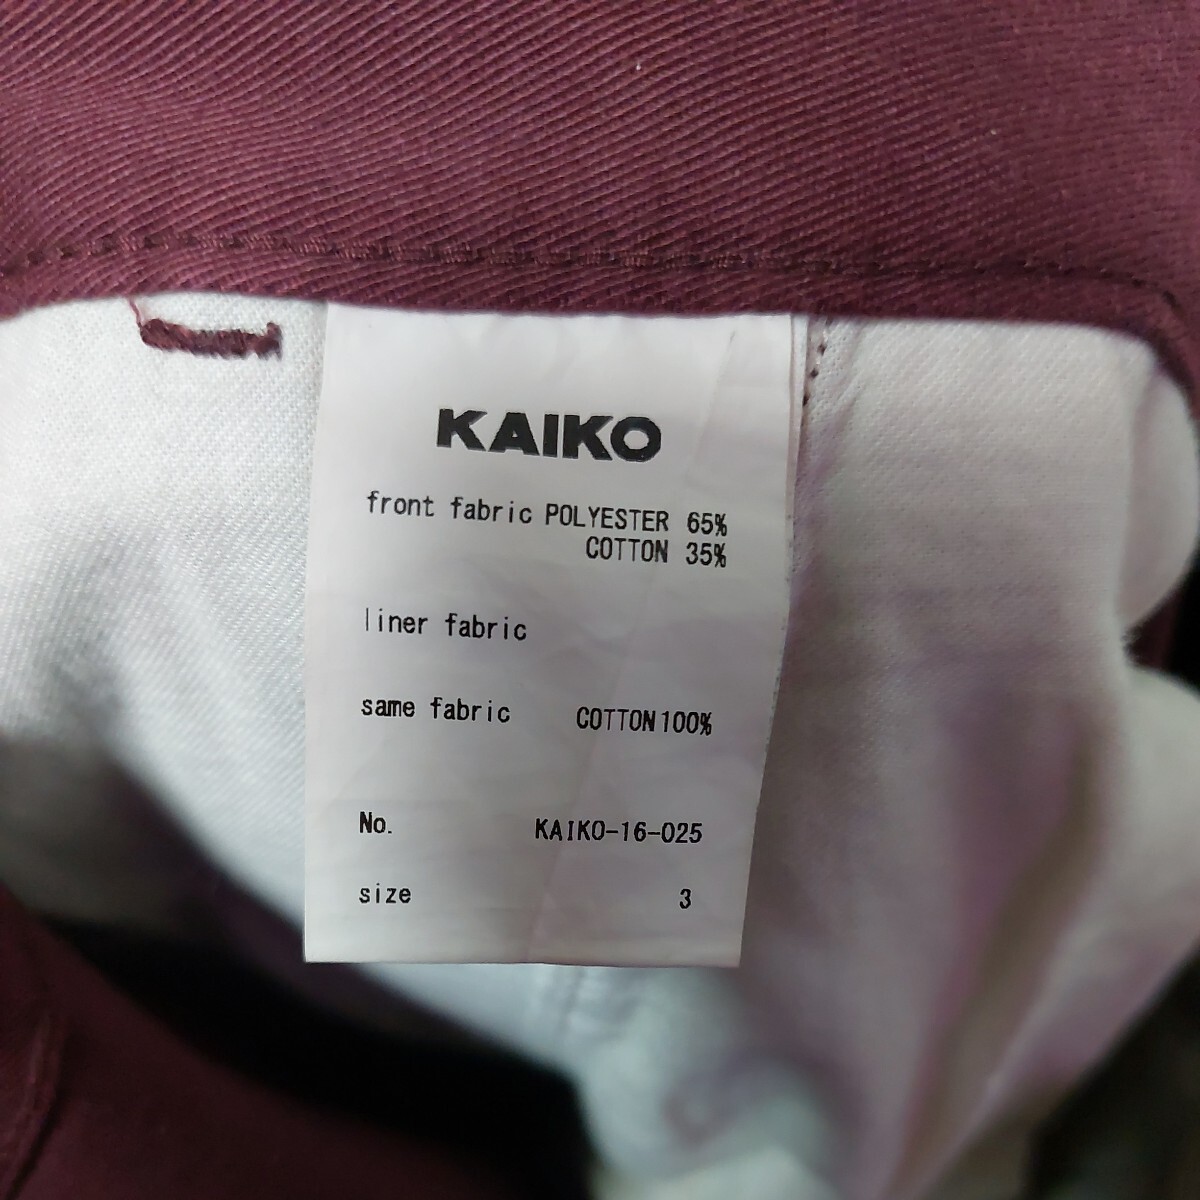 KAIKO
front fabric POLYESTER 65%
COTTON 35%
liner fabric
same fabric COTTON100%
No. KAIKO-16-025
size 3